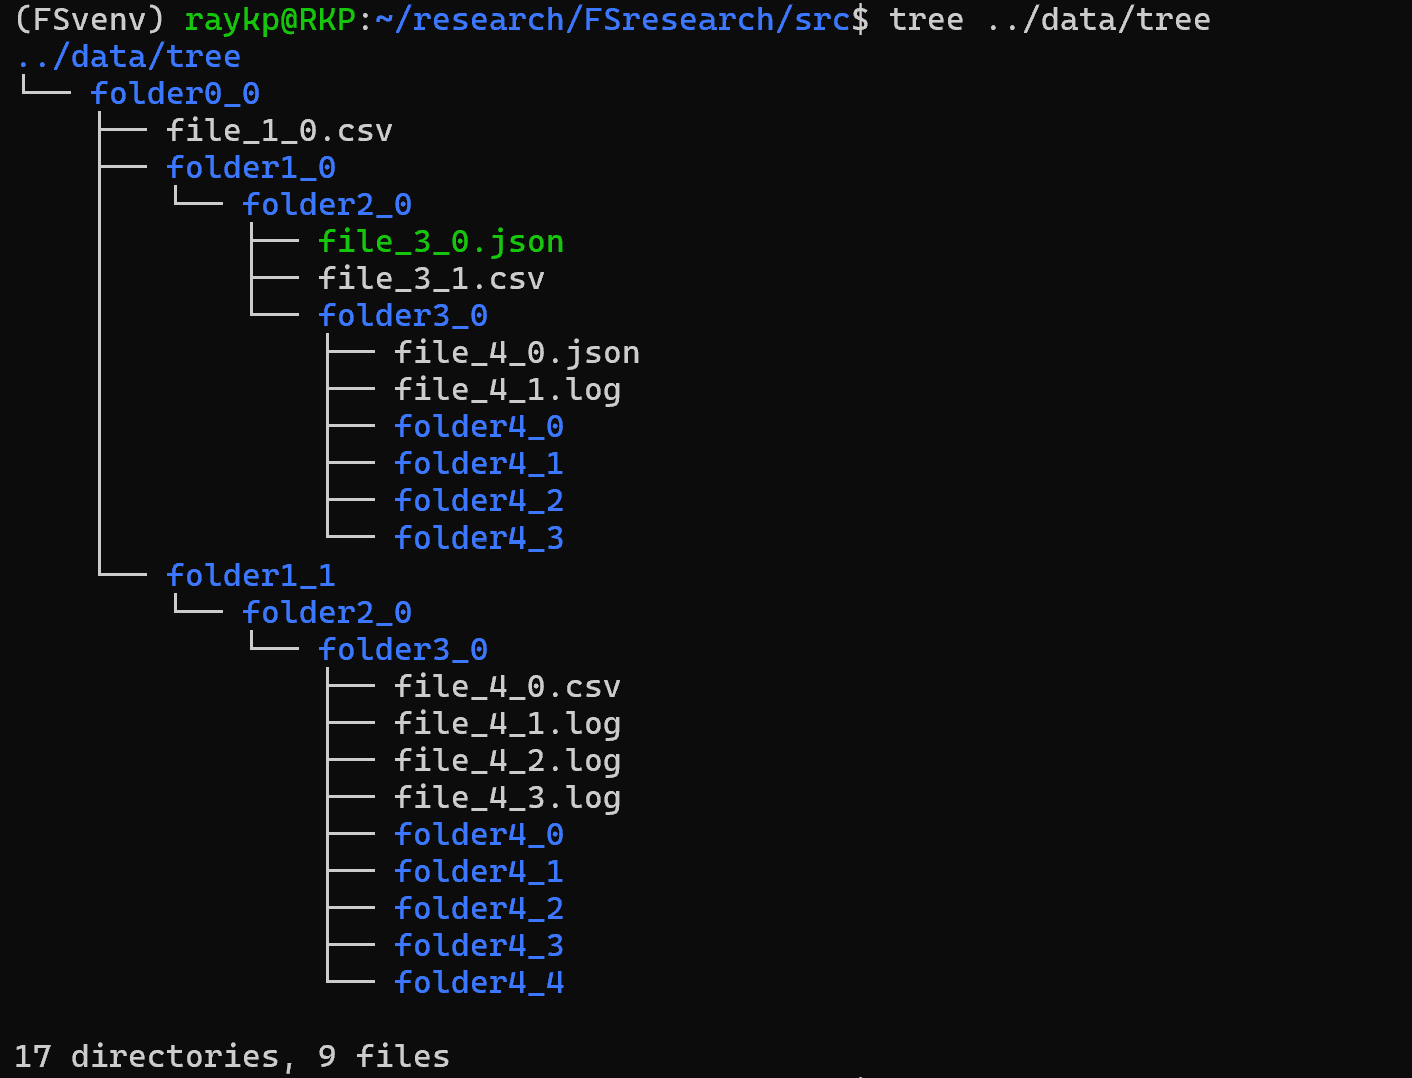 (FSvenv) raykp@RKP:~/research/FSresearch/src$ tree ../data/tree
../data/tree
└── folder0_0
    ├── file_1_0.csv
    ├── folder1_0
    │   └── folder2_0
    │       ├── file_3_0.json
    │       ├── file_3_1.csv
    │       └── folder3_0
    │           ├── file_4_0.json
    │           ├── file_4_1.log
    │           ├── folder4_0
    │           ├── folder4_1
    │           ├── folder4_2
    │           └── folder4_3
    └── folder1_1
        └── folder2_0
            └── folder3_0
                ├── file_4_0.csv
                ├── file_4_1.log
                ├── file_4_2.log
                ├── file_4_3.log
                ├── folder4_0
                ├── folder4_1
                ├── folder4_2
                ├── folder4_3
                └── folder4_4
17 directories, 9 files